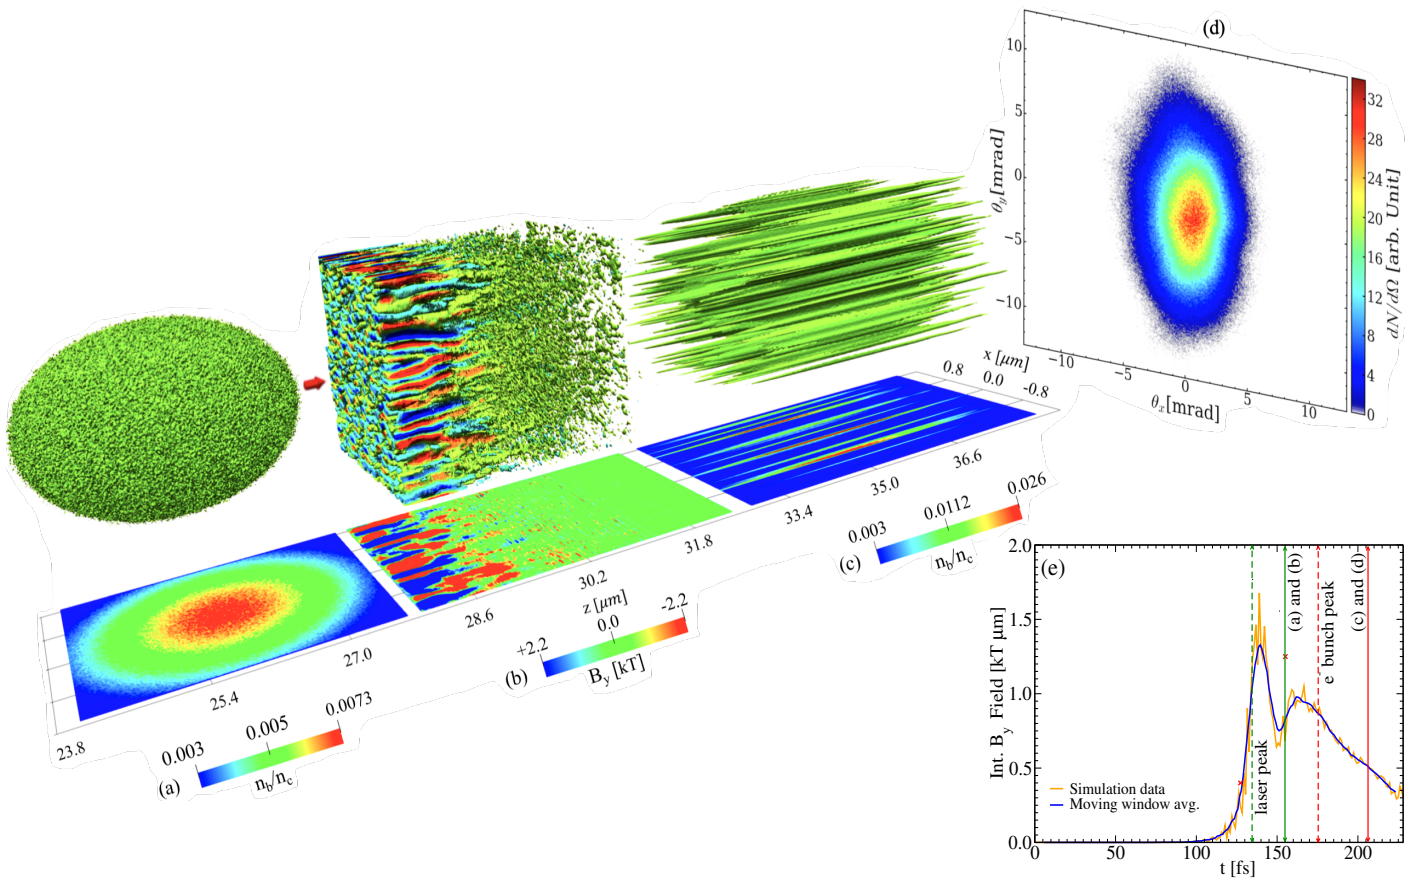 (d)
10
5
0
−5
−10
θy[mrad]
−10
−5
0
5
10
θx[mrad]
32
28
24
20
16
12
8
4
0
dN/dΩ [arb. Unit]
x [μm]
0.8
0.0
-0.8
23.8
25.4
27.0
28.6
30.2
31.8
33.4
35.0
36.6
z [μm]
(a)
0.003
0.005
0.0073
nb/nc
(b)
+2.2
0.0
-2.2
By [kT]
(c)
0.003
0.0112
0.026
nb/nc
(e)
2.0
1.5
1.0
0.5
0.0
Int. By Field [kT μm]
laser peak
(a) and (b)
e bunch peak
(c) and (d)
Simulation data
Moving window avg.
0
50
100
150
200
t [fs]